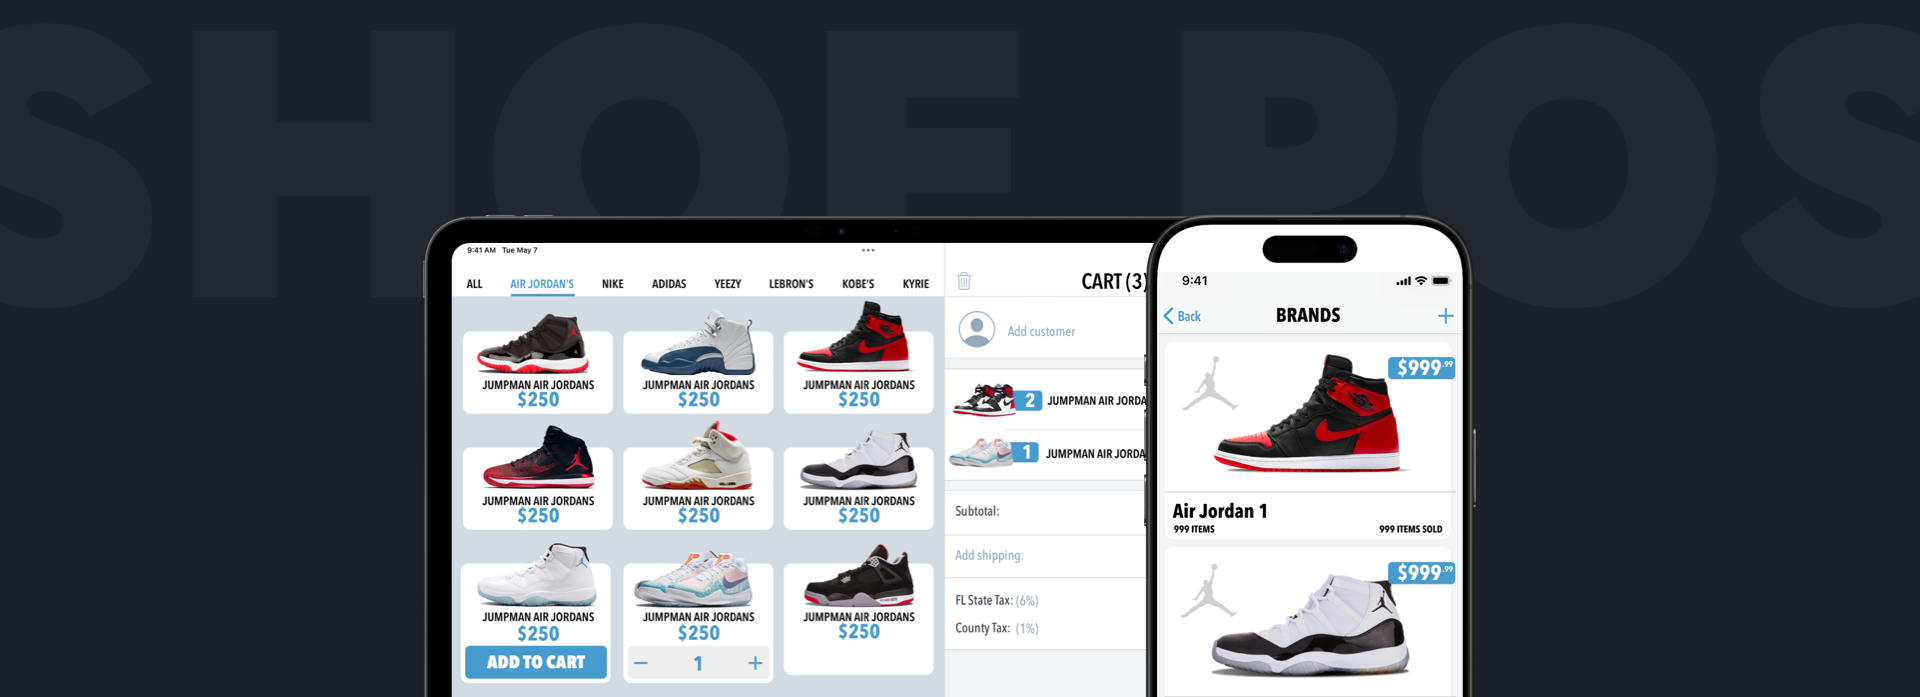 SHOE POS
9:41 AM Tue May 7
ALL AIR JORDAN'S NIKE ADIDAS YEEZY LEBRON'S KOBE'S KYRIE
JUMPMAN AIR JORDANS
$250
JUMPMAN AIR JORDANS
$250
JUMPMAN AIR JORDANS
$250
JUMPMAN AIR JORDANS
$250
JUMPMAN AIR JORDANS
$250
JUMPMAN AIR JORDANS
$250
JUMPMAN AIR JORDANS
$250
ADD TO CART
JUMPMAN AIR JORDANS
$250
− 1 +
JUMPMAN AIR JORDANS
$250
CART (3)
Add customer
2 JUMPMAN AIR JORDA
1 JUMPMAN AIR JORDA
Subtotal:
Add shipping:
FL State Tax: (6%)
County Tax: (1%)
9:41
Back BRANDS +
$999.99
Air Jordan 1
999 ITEMS 999 ITEMS SOLD
$999.99